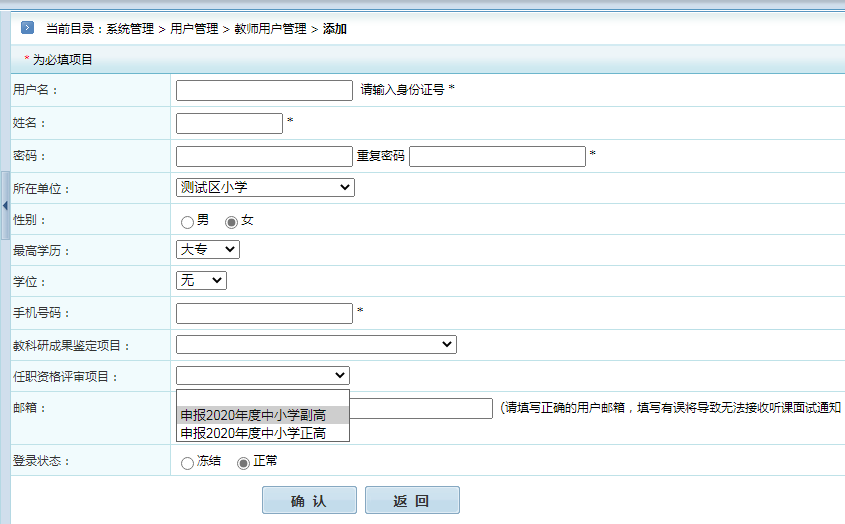 当前目录：系统管理 > 用户管理 > 教师用户管理 > 添加
* 为必填项目
用户名： 请输入身份证号 *
姓名： *
密码： 重复密码 *
所在单位： 测试区小学
性别： 男 女
最高学历： 大专
学位： 无
手机号码： *
教科研成果鉴定项目：
任职资格评审项目：
邮箱： (请填写正确的用户邮箱，填写有误将导致无法接收听课面试通知
申报2020年度中小学副高
申报2020年度中小学正高
登录状态： 冻结 正常
确 认 返 回